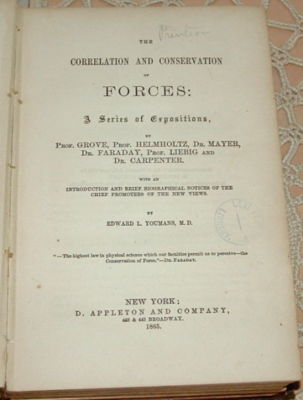 THE
CORRELATION AND CONSERVATION
OF
FORCES:
A Series of Expositions,
BY
PROF. GROVE, PROF. HELMHOLTZ, DR. MAYER,
DR. FARADAY, PROF. LIEBIG AND
DR. CARPENTER.
WITH AN
INTRODUCTION AND BRIEF BIOGRAPHICAL NOTICES OF THE
CHIEF PROMOTERS OF THE NEW VIEWS.
BY
EDWARD L. YOUMANS, M. D.
"—The highest law in physical science which our faculties permit us to perceive—the
Conservation of Force."—DR. FARADAY.
NEW YORK;
D. APPLETON AND COMPANY,
443 & 445 BROADWAY.
1865.